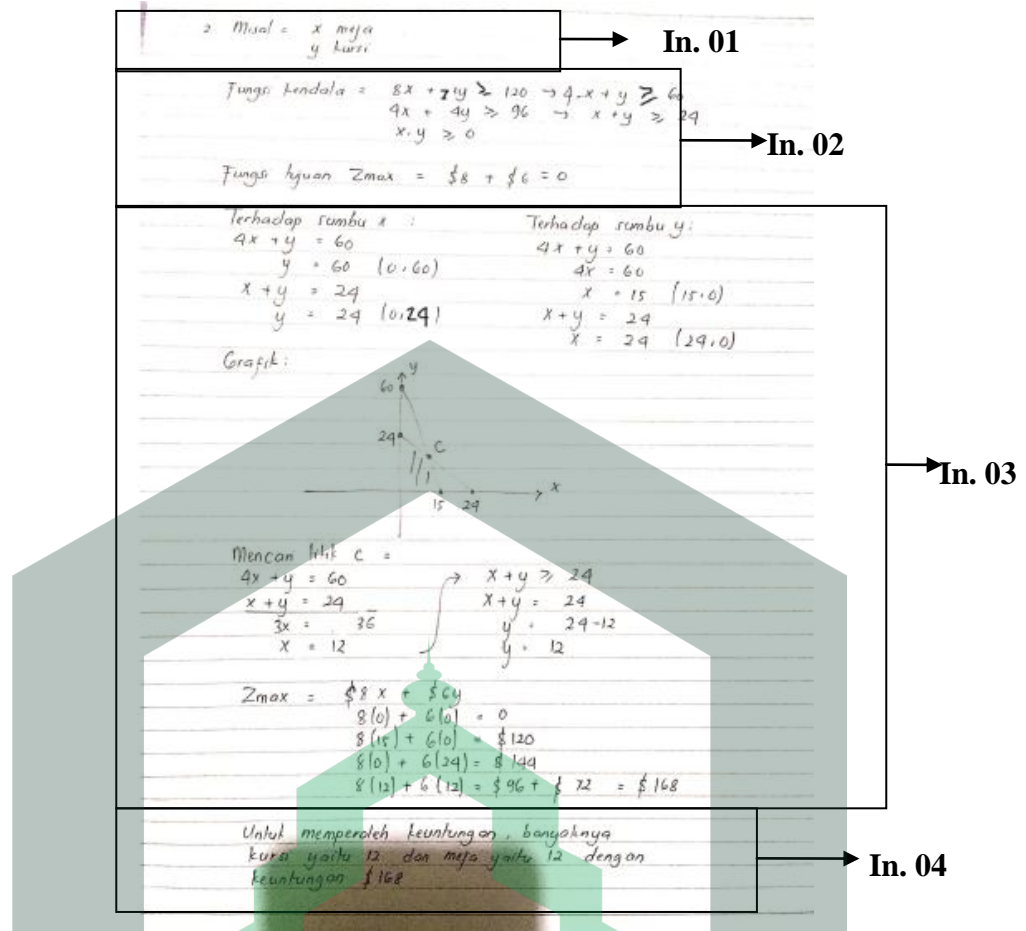 2. Misal = x meja
y kursi
In. 01
Fungsi kendala = 8x + 2y ≥ 120 → 4x + y ≥ 60
4x + 4y ≥ 96 → x + y ≥ 24
x, y ≥ 0
In. 02
Fungsi tujuan Zmax = $8 + $6 = 0
Terhadap sumbu x :
4x + y = 60
y = 60 (0,60)
x + y = 24
y = 24 (0,24)
Terhadap sumbu y:
4x + y = 60
4x = 60
x = 15 (15,0)
x + y = 24
x = 24 (24,0)
Grafik:
y
60
24
C
15 24 x
In. 03
Mencari titik C =
4x + y = 60
x + y = 24 -
3x = 36
x = 12
→ x + y ≥ 24
x + y = 24
y = 24-12
y = 12
Zmax = $8x + $6y
8(0) + 6(0) = 0
8(15) + 6(0) = $120
8(0) + 6(24) = $144
8(12) + 6(12) = $96 + $72 = $168
Untuk memperoleh keuntungan, banyaknya
kursi yaitu 12 dan meja yaitu 12 dengan
keuntungan $168
In. 04